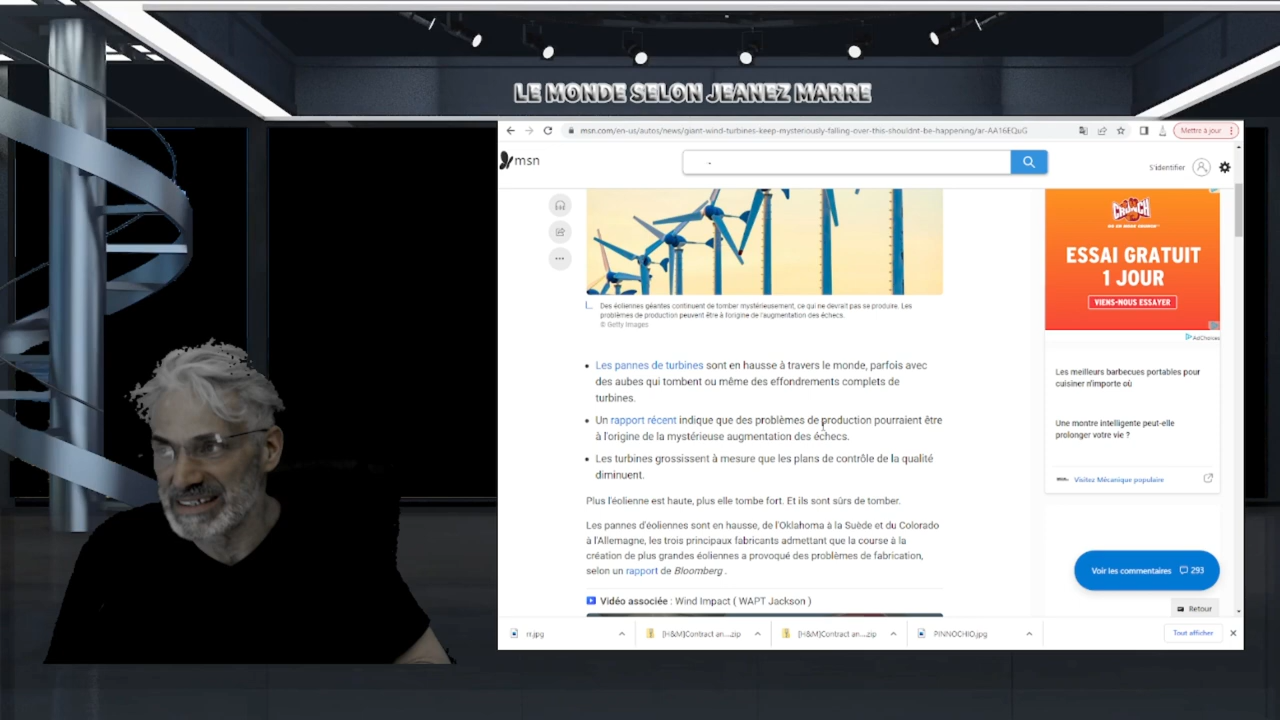 LE MONDE SELON JEANEZ MARRE
msn.com/en-us/autos/news/giant-wind-turbines-keep-mysteriously-falling-over-this-shouldnt-be-happening/ar-AA16EQuG
Mettre à jour
msn
S'identifier
Des éoliennes géantes continuent de tomber mystérieusement, ce qui ne devrait pas se produire. Les
problèmes de production peuvent être à l'origine de l'augmentation des échecs.
© Getty Images
Les pannes de turbines sont en hausse à travers le monde, parfois avec
des aubes qui tombent ou même des effondrements complets de
turbines.
Un rapport récent indique que des problèmes de production pourraient être
à l'origine de la mystérieuse augmentation des échecs.
Les turbines grossissent à mesure que les plans de contrôle de la qualité
diminuent.
Plus l'éolienne est haute, plus elle tombe fort. Et ils sont sûrs de tomber.
Les pannes d'éoliennes sont en hausse, de l'Oklahoma à la Suède et du Colorado
à l'Allemagne, les trois principaux fabricants admettant que la course à la
création de plus grandes éoliennes a provoqué des problèmes de fabrication,
selon un rapport de Bloomberg .
Vidéo associée : Wind Impact ( WAPT Jackson )
CRUNCH
ESSAI GRATUIT
1 JOUR
VIENS-NOUS ESSAYER
AdChoices
Les meilleurs barbecues portables pour
cuisiner n'importe où
Une montre intelligente peut-elle
prolonger votre vie ?
Visitez Mécanique populaire
Voir les commentaires 293
Retour
rr.jpg
[H&M]Contract an....zip
[H&M]Contract an....zip
PINNOCHIO.jpg
Tout afficher